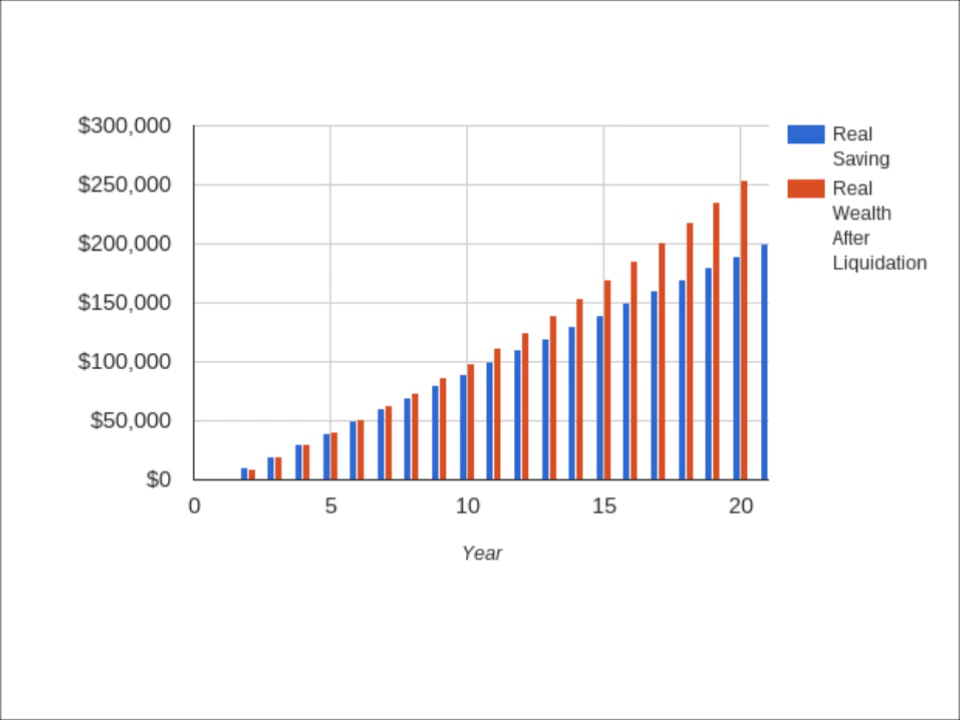 $300,000
$250,000
$200,000
$150,000
$100,000
$50,000
$0
0 5 10 15 20
Year
Real
Saving
Real
Wealth
After
Liquidation